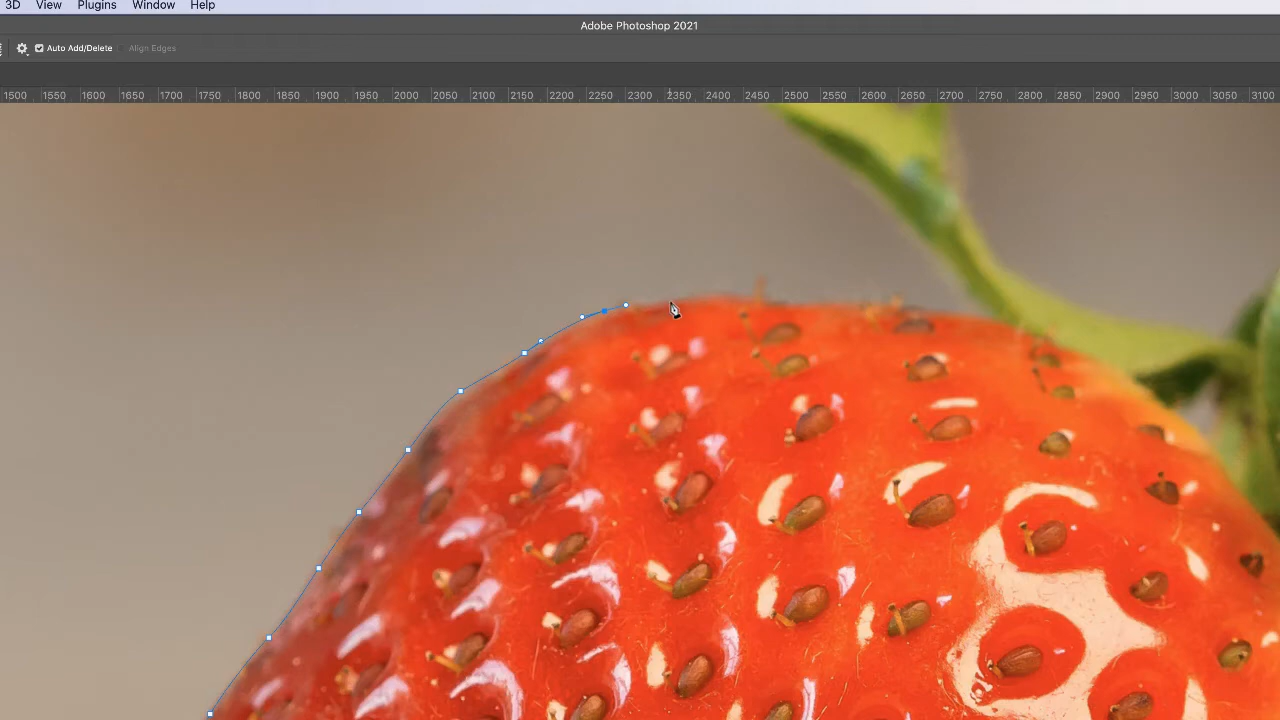 3D View Plugins Window Help
Adobe Photoshop 2021
Auto Add/Delete Align Edges
1500 1550 1600 1650 1700 1750 1800 1850 1900 1950 2000 2050 2100 2150 2200 2250 2300 2350 2400 2450 2500 2550 2600 2650 2700 2750 2800 2850 2900 2950 3000 3050 3100